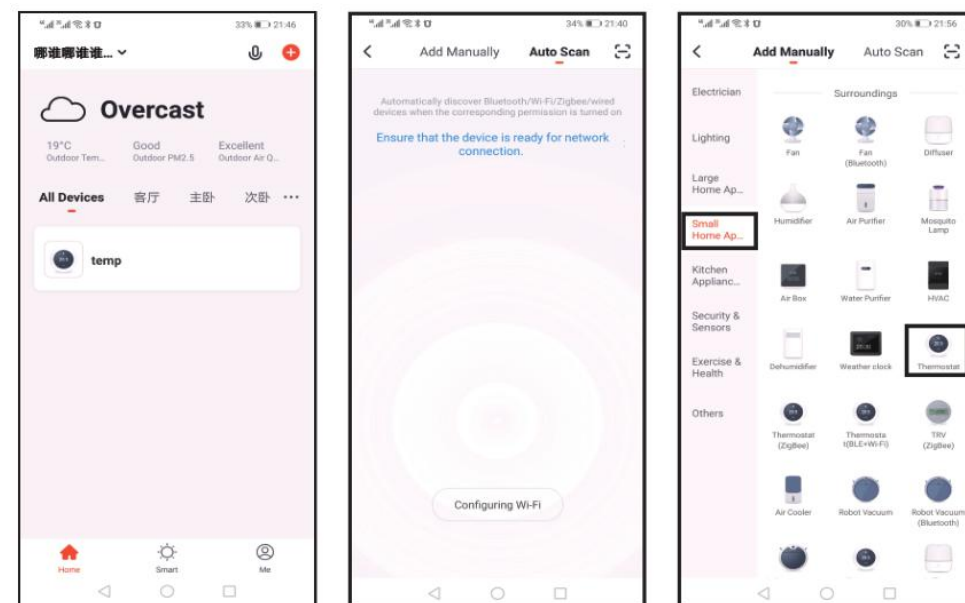 33% 21:46
哪谁哪谁谁...
Overcast
19°C Good Excellent
Outdoor Tem... Outdoor PM2.5 Outdoor Air Q...
All Devices 客厅 主卧 次卧 ...
temp
Home Smart Me
34% 21:40
Add Manually Auto Scan
Automatically discover Bluetooth/Wi-Fi/Zigbee/wired
devices when the corresponding permission is turned on
Ensure that the device is ready for network
connection.
Configuring Wi-Fi
30% 21:56
Add Manually Auto Scan
Electrician
Lighting
Large
Home Ap...
Small
Home Ap...
Kitchen
Applianc...
Security &
Sensors
Exercise &
Health
Others
Surroundings
Fan Fan
(Bluetooth) Diffuser
Humidifier Air Purifier Mosquito
Lamp
Air Box Water Purifier HVAC
Dehumidifier Weather clock Thermostat
Thermostat
(ZigBee) Thermosta
t(BLE+Wi-Fi) TRV
(ZigBee)
Air Cooler Robot Vacuum Robot Vacuum
(Bluetooth)